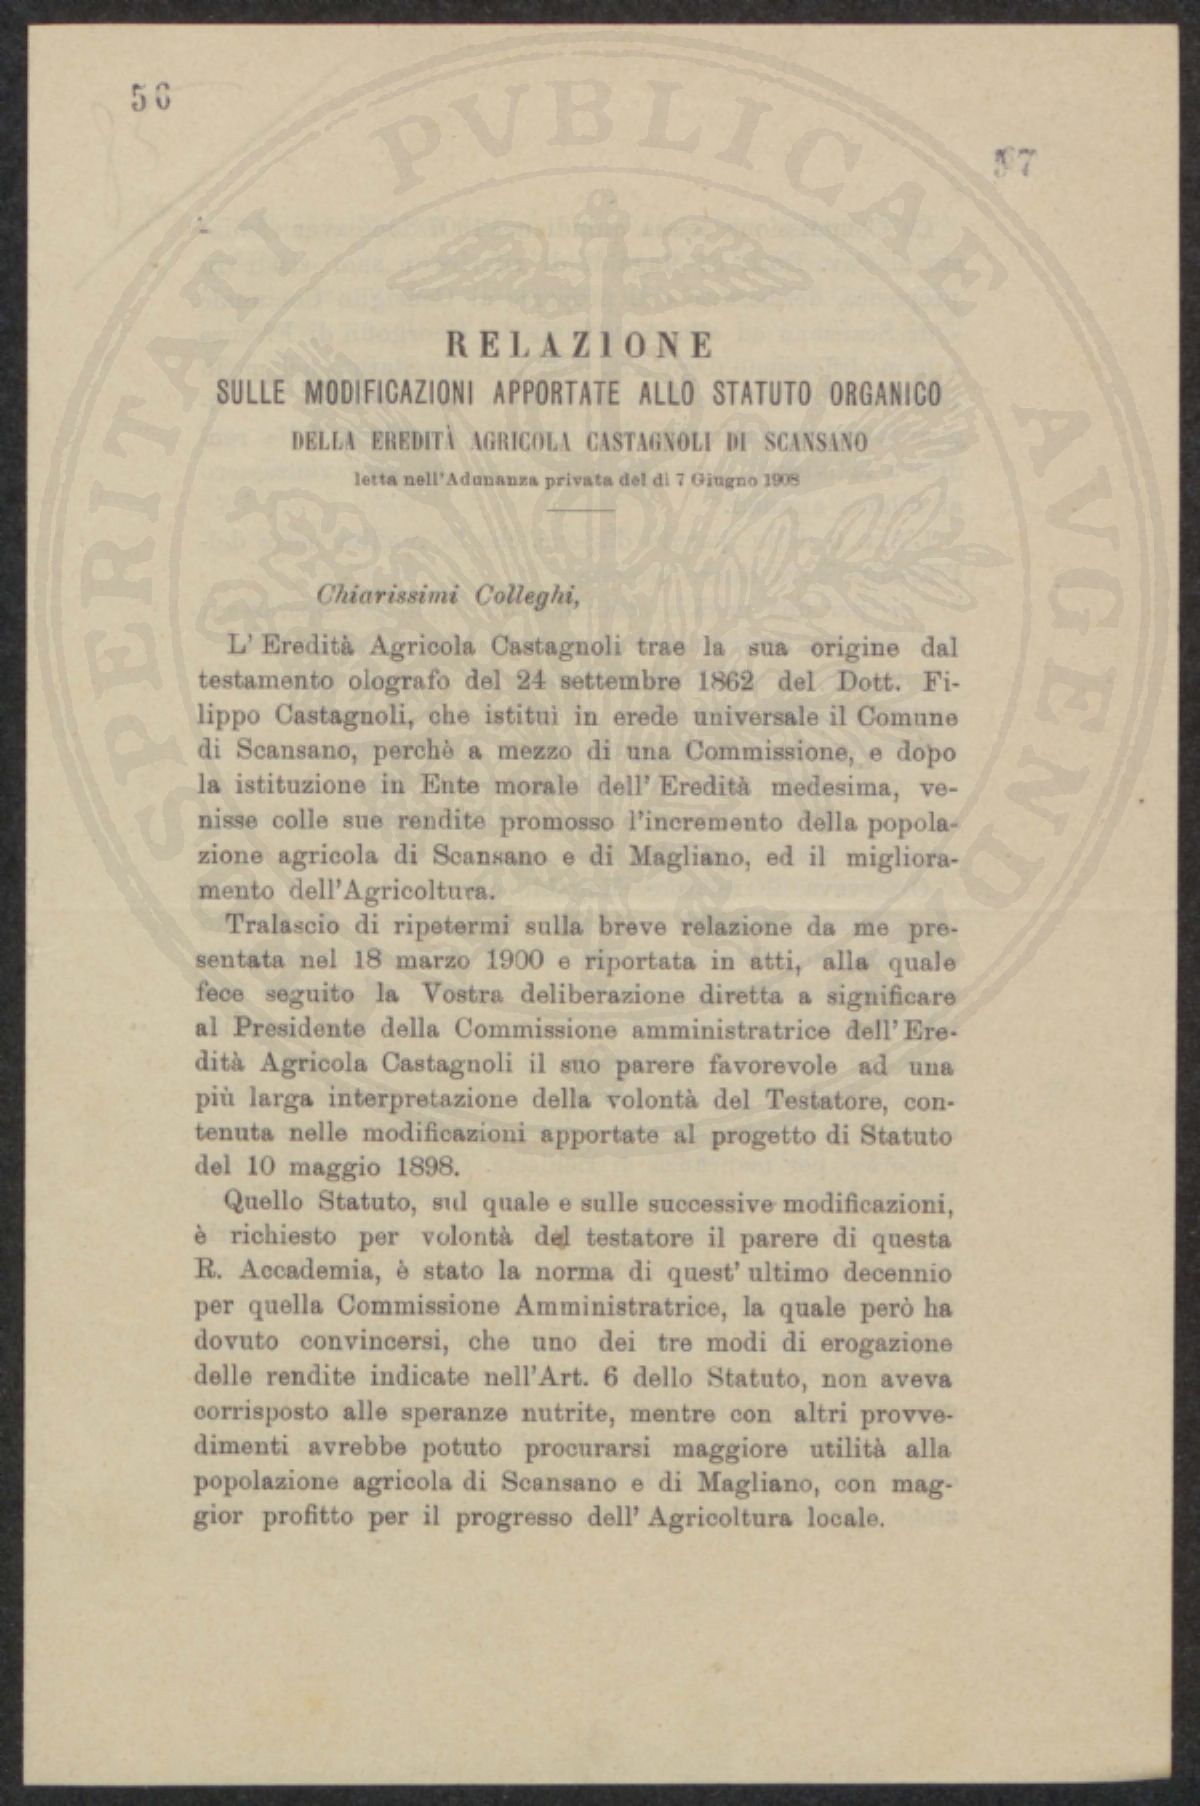 56
57
RELAZIONE
SULLE MODIFICAZIONI APPORTATE ALLO STATUTO ORGANICO
DELLA EREDITÀ AGRICOLA CASTAGNOLI DI SCANSANO
letta nell'Adunanza privata del dì 7 Giugno 1908
Chiarissimi Colleghi,
L' Eredità Agricola Castagnoli trae la sua origine dal
testamento olografo del 24 settembre 1862 del Dott. Fi-
lippo Castagnoli, che istituì in erede universale il Comune
di Scansano, perchè a mezzo di una Commissione, e dopo
la istituzione in Ente morale dell' Eredità medesima, ve-
nisse colle sue rendite promosso l'incremento della popola-
zione agricola di Scansano e di Magliano, ed il migliora-
mento dell'Agricoltura.
Tralascio di ripetermi sulla breve relazione da me pre-
sentata nel 18 marzo 1900 e riportata in atti, alla quale
fece seguito la Vostra deliberazione diretta a significare
al Presidente della Commissione amministratrice dell' Ere-
dità Agricola Castagnoli il suo parere favorevole ad una
più larga interpretazione della volontà del Testatore, con-
tenuta nelle modificazioni apportate al progetto di Statuto
del 10 maggio 1898.
Quello Statuto, sul quale e sulle successive modificazioni,
è richiesto per volontà del testatore il parere di questa
R. Accademia, è stato la norma di quest' ultimo decennio
per quella Commissione Amministratrice, la quale però ha
dovuto convincersi, che uno dei tre modi di erogazione
delle rendite indicate nell'Art. 6 dello Statuto, non aveva
corrisposto alle speranze nutrite, mentre con altri provve-
dimenti avrebbe potuto procurarsi maggiore utilità alla
popolazione agricola di Scansano e di Magliano, con mag-
gior profitto per il progresso dell' Agricoltura locale.
PROSPERITATI PVBLICAE AVGENDAE